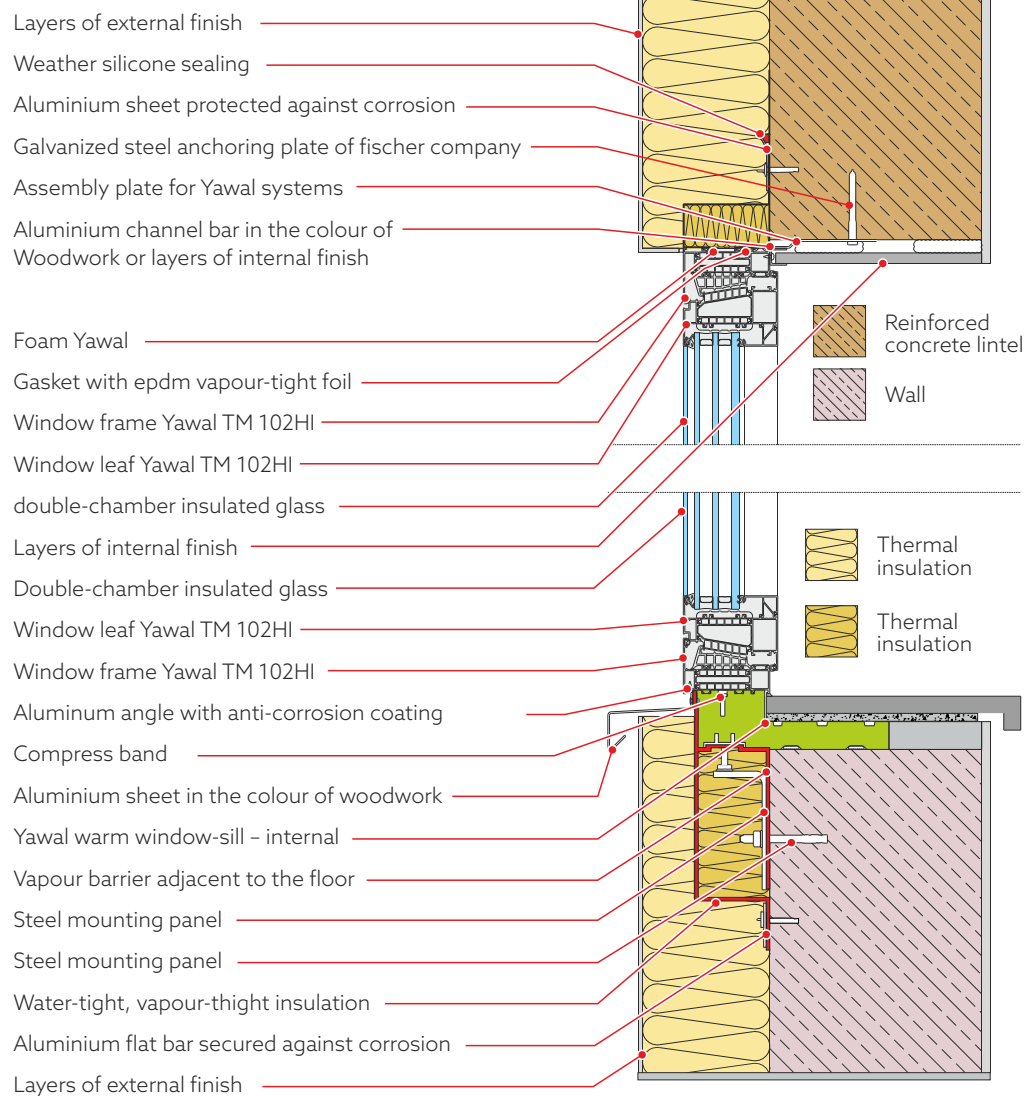 Layers of external finish
Weather silicone sealing
Aluminium sheet protected against corrosion
Galvanized steel anchoring plate of fischer company
Assembly plate for Yawal systems
Aluminium channel bar in the colour of
Woodwork or layers of internal finish
Foam Yawal
Gasket with epdm vapour-tight foil
Window frame Yawal TM 102HI
Window leaf Yawal TM 102HI
double-chamber insulated glass
Layers of internal finish
Double-chamber insulated glass
Window leaf Yawal TM 102HI
Window frame Yawal TM 102HI
Aluminum angle with anti-corrosion coating
Compress band
Aluminium sheet in the colour of woodwork
Yawal warm window-sill – internal
Vapour barrier adjacent to the floor
Steel mounting panel
Steel mounting panel
Water-tight, vapour-thight insulation
Aluminium flat bar secured against corrosion
Layers of external finish
Reinforced
concrete lintel
Wall
Thermal
insulation
Thermal
insulation